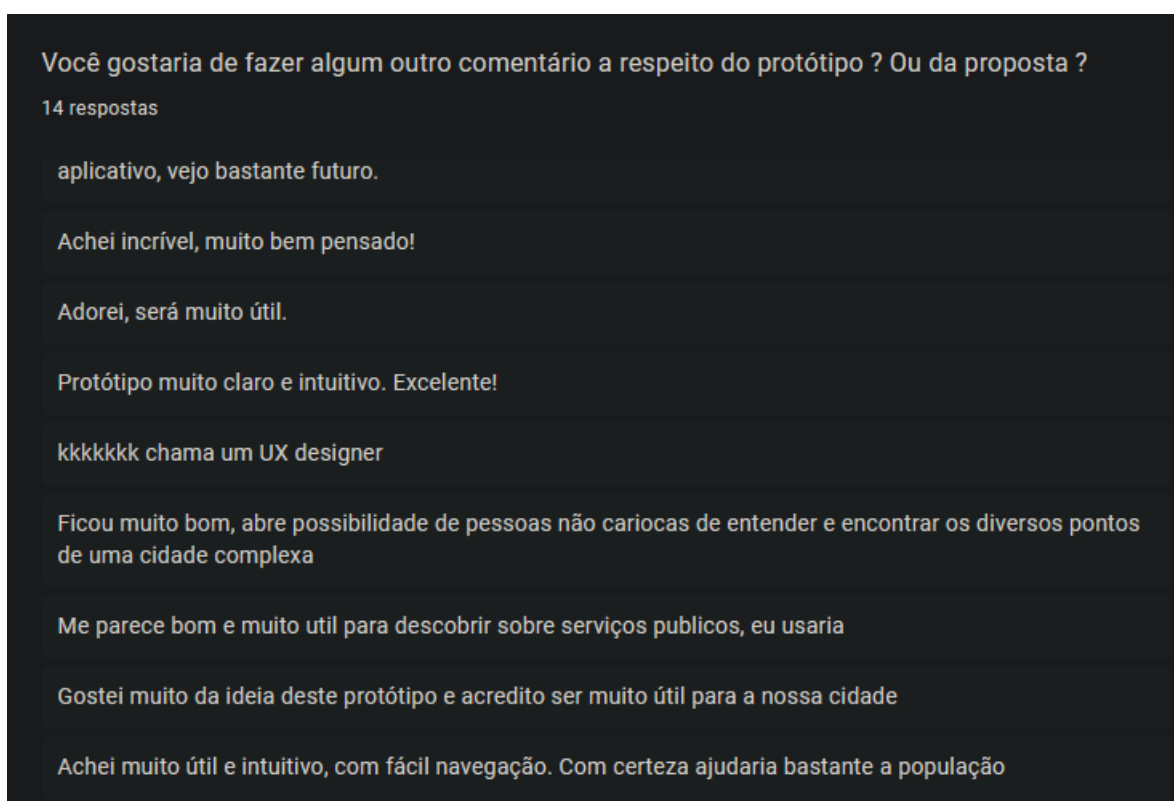 Você gostaria de fazer algum outro comentário a respeito do protótipo ? Ou da proposta ?
14 respostas
aplicativo, vejo bastante futuro.
Achei incrível, muito bem pensado!
Adorei, será muito útil.
Protótipo muito claro e intuitivo. Excelente!
kkkkkkk chama um UX designer
Ficou muito bom, abre possibilidade de pessoas não cariocas de entender e encontrar os diversos pontos
de uma cidade complexa
Me parece bom e muito util para descobrir sobre serviços publicos, eu usaria
Gostei muito da ideia deste protótipo e acredito ser muito útil para a nossa cidade
Achei muito útil e intuitivo, com fácil navegação. Com certeza ajudaria bastante a população